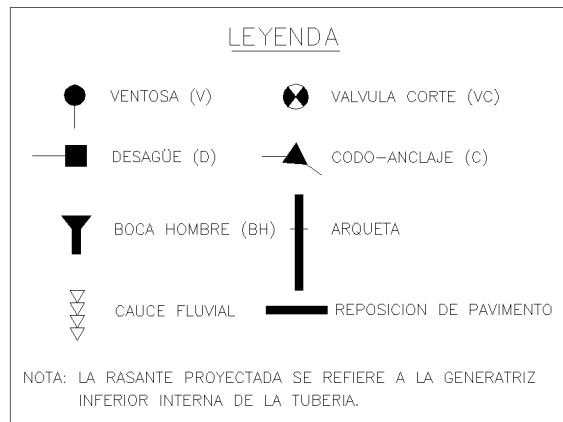 LEYENDA
VENTOSA (V)
VALVULA CORTE (VC)
DESAGÜE (D)
CODO-ANCLAJE (C)
BOCA HOMBRE (BH)
ARQUETA
CAUCE FLUVIAL
REPOSICION DE PAVIMENTO
NOTA: LA RASANTE PROYECTADA SE REFIERE A LA GENERATRIZ
INFERIOR INTERNA DE LA TUBERIA.